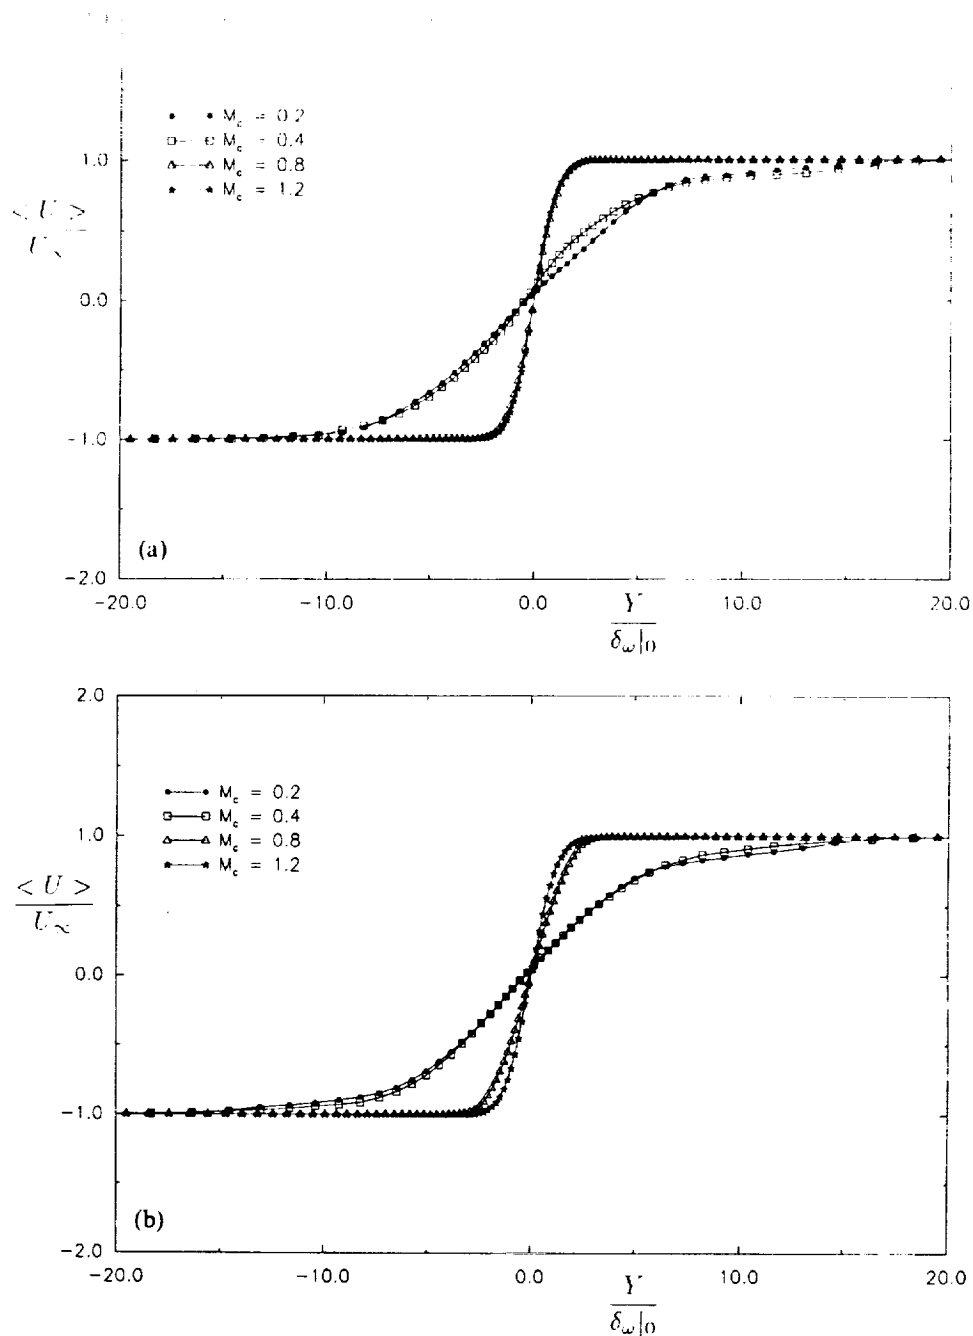 M_c = 0.2
M_c = 0.4
M_c = 0.8
M_c = 1.2
1.0
< U >
U_∞
0.0
-1.0
(a)
-2.0
-20.0 -10.0 0.0 10.0 20.0
Y
δ_ω|0
2.0
M_c = 0.2
M_c = 0.4
M_c = 0.8
M_c = 1.2
1.0
< U >
U_∞
0.0
-1.0
(b)
-2.0
-20.0 -10.0 0.0 10.0 20.0
Y
δ_ω|0